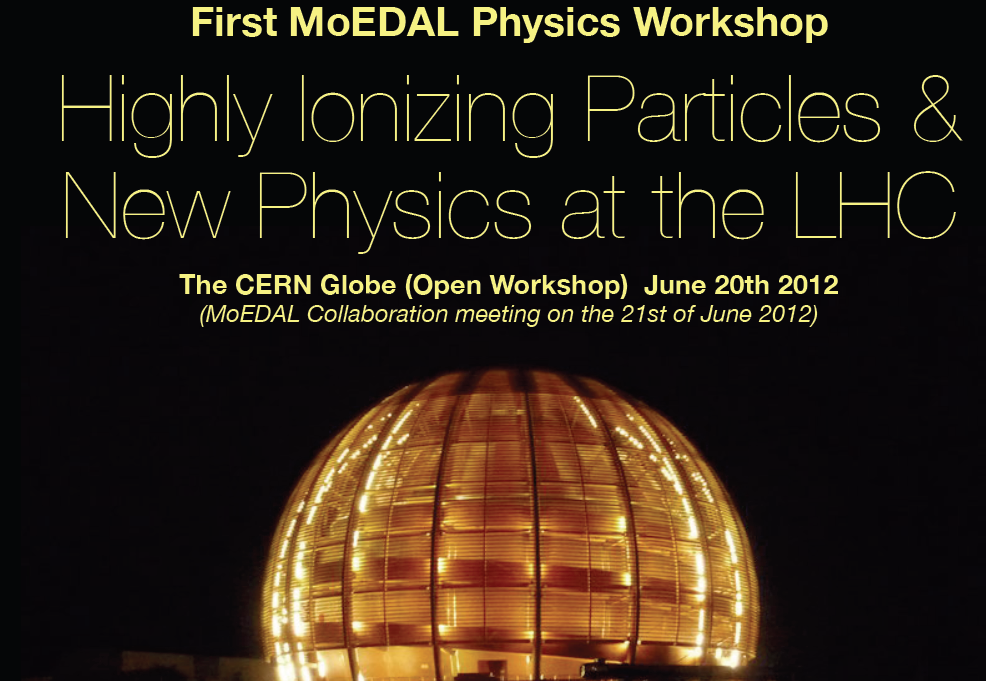 First MoEDAL Physics Workshop
Highly Ionizing Particles &
New Physics at the LHC
The CERN Globe (Open Workshop)  June 20th 2012
(MoEDAL Collaboration meeting on the 21st of June 2012)